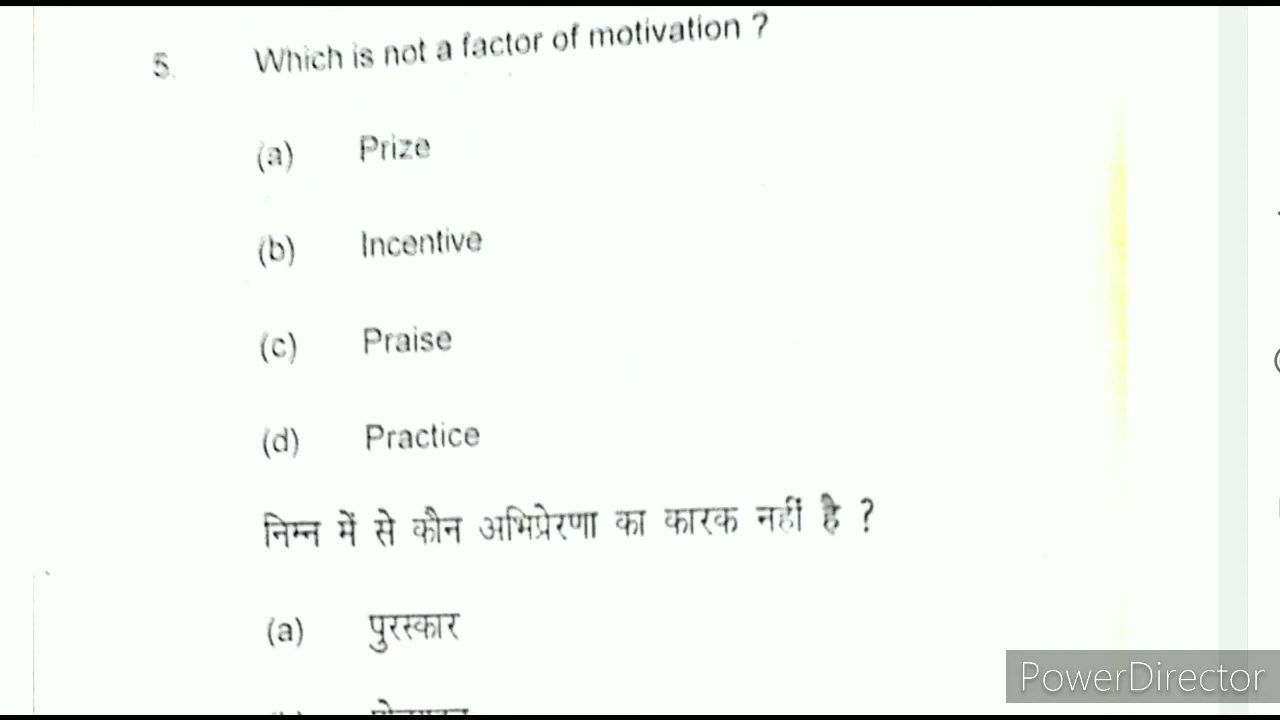 5. Which is not a factor of motivation ?
(a) Prize
(b) Incentive
(c) Praise
(d) Practice
निम्न में से कौन अभिप्रेरणा का कारक नहीं है ?
(a) पुरस्कार
PowerDirector